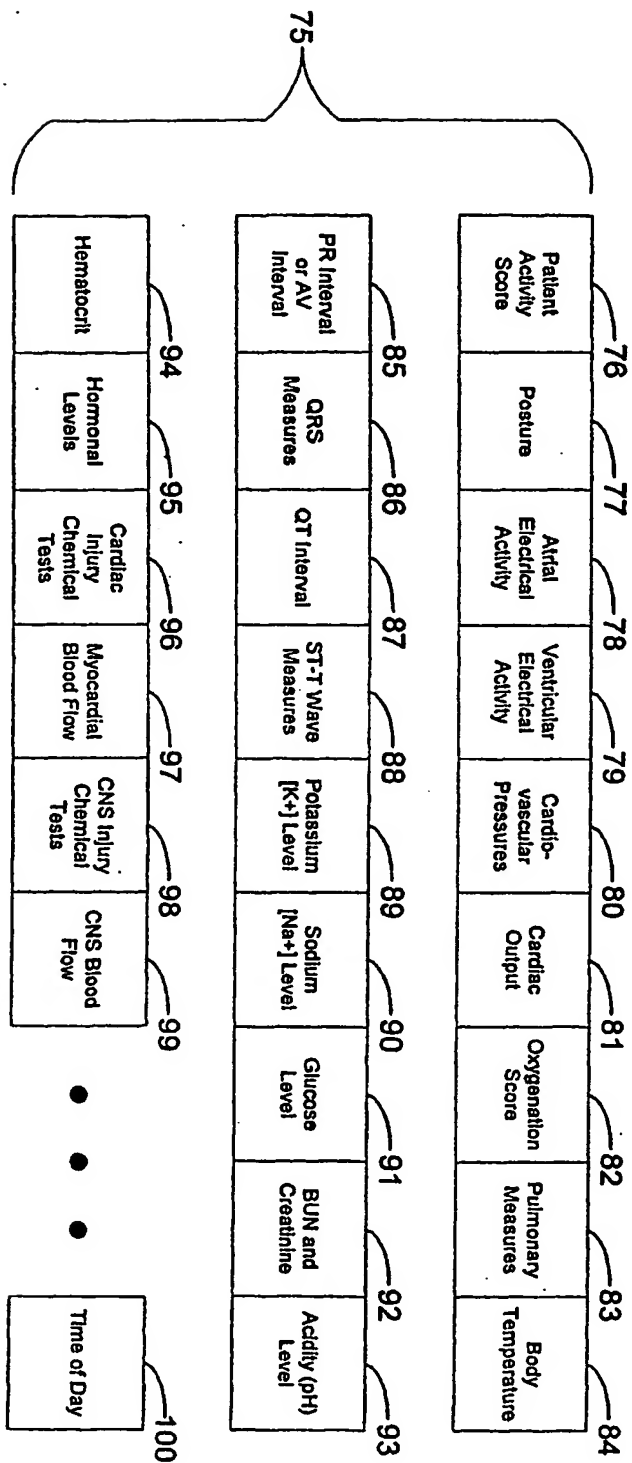 75
76
77
78
79
80
81
82
83
84
Patient
Activity
Score
Posture
Atrial
Electrical
Activity
Ventricular
Electrical
Activity
Cardio-
vascular
Pressures
Cardiac
Output
Oxygenation
Score
Pulmonary
Measures
Body
Temperature
85
86
87
88
89
90
91
92
93
PR Interval
or AV
Interval
QRS
Measures
QT Interval
ST-T Wave
Measures
Potassium
[K+] Level
Sodium
[Na+] Level
Glucose
Level
BUN and
Creatinine
Acidity (pH)
Level
94
95
96
97
98
99
100
Hematocrit
Hormonal
Levels
Cardiac
Injury
Chemical
Tests
Myocardial
Blood Flow
CNS Injury
Chemical
Tests
CNS Blood
Flow
Time of Day